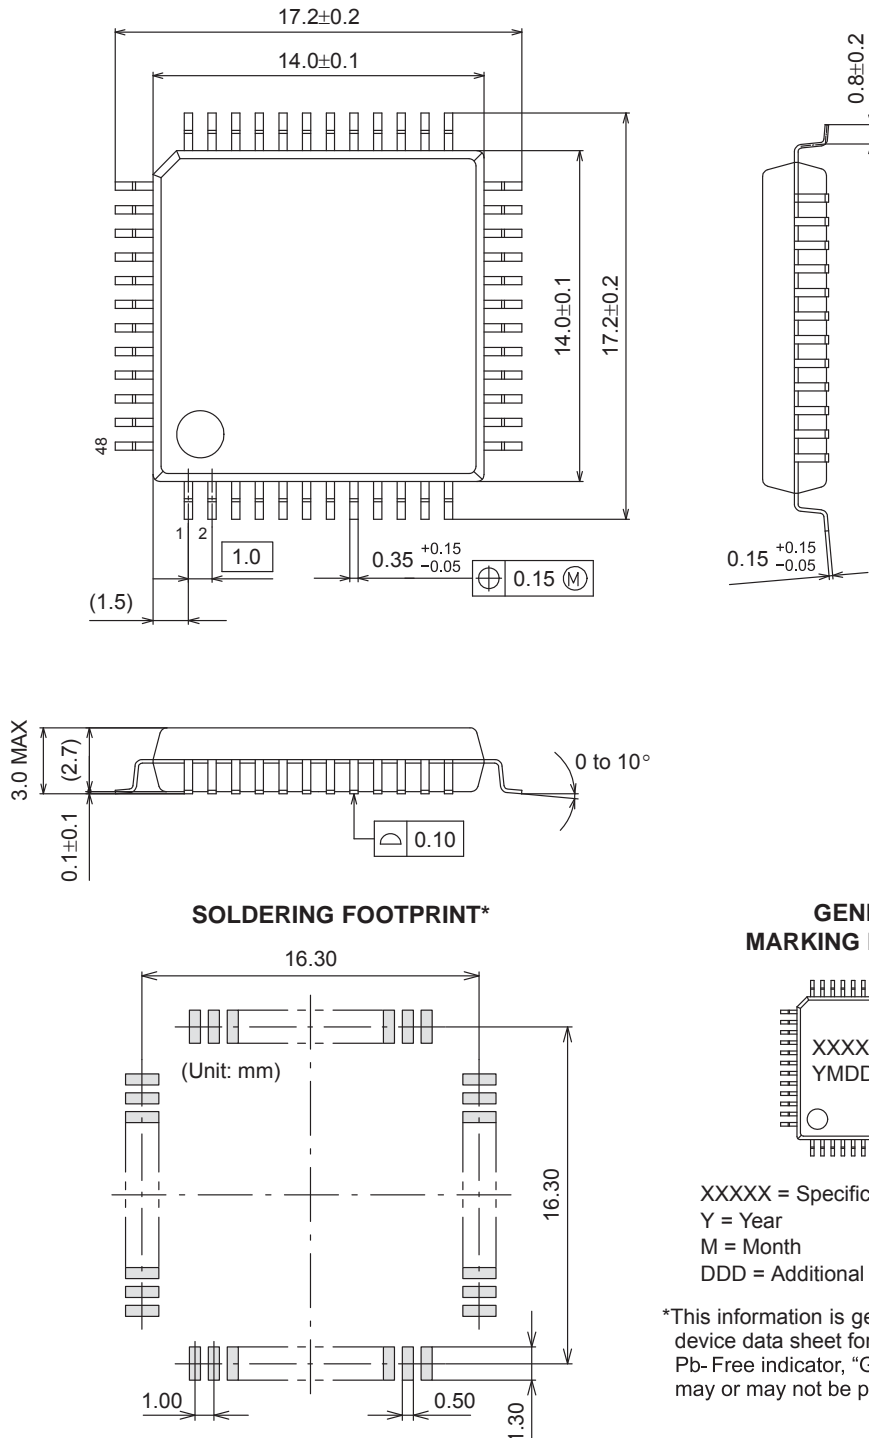 17.2±0.2
14.0±0.1
0.8±0.2
14.0±0.1
17.2±0.2
48
1 2
1.0
0.35 +0.15 −0.05
0.15 Ⓜ
0.15 +0.15 −0.05
(1.5)
3.0 MAX
(2.7)
0.1±0.1
0 to 10°
0.10
SOLDERING FOOTPRINT*
16.30
(Unit: mm)
16.30
1.00
0.50
1.30
MARKING
XXXX
YMDD
XXXXX = Specific
Y = Year
M = Month
DDD = Additional
*This information is
device data sheet for
Pb-Free indicator,
may or may not be